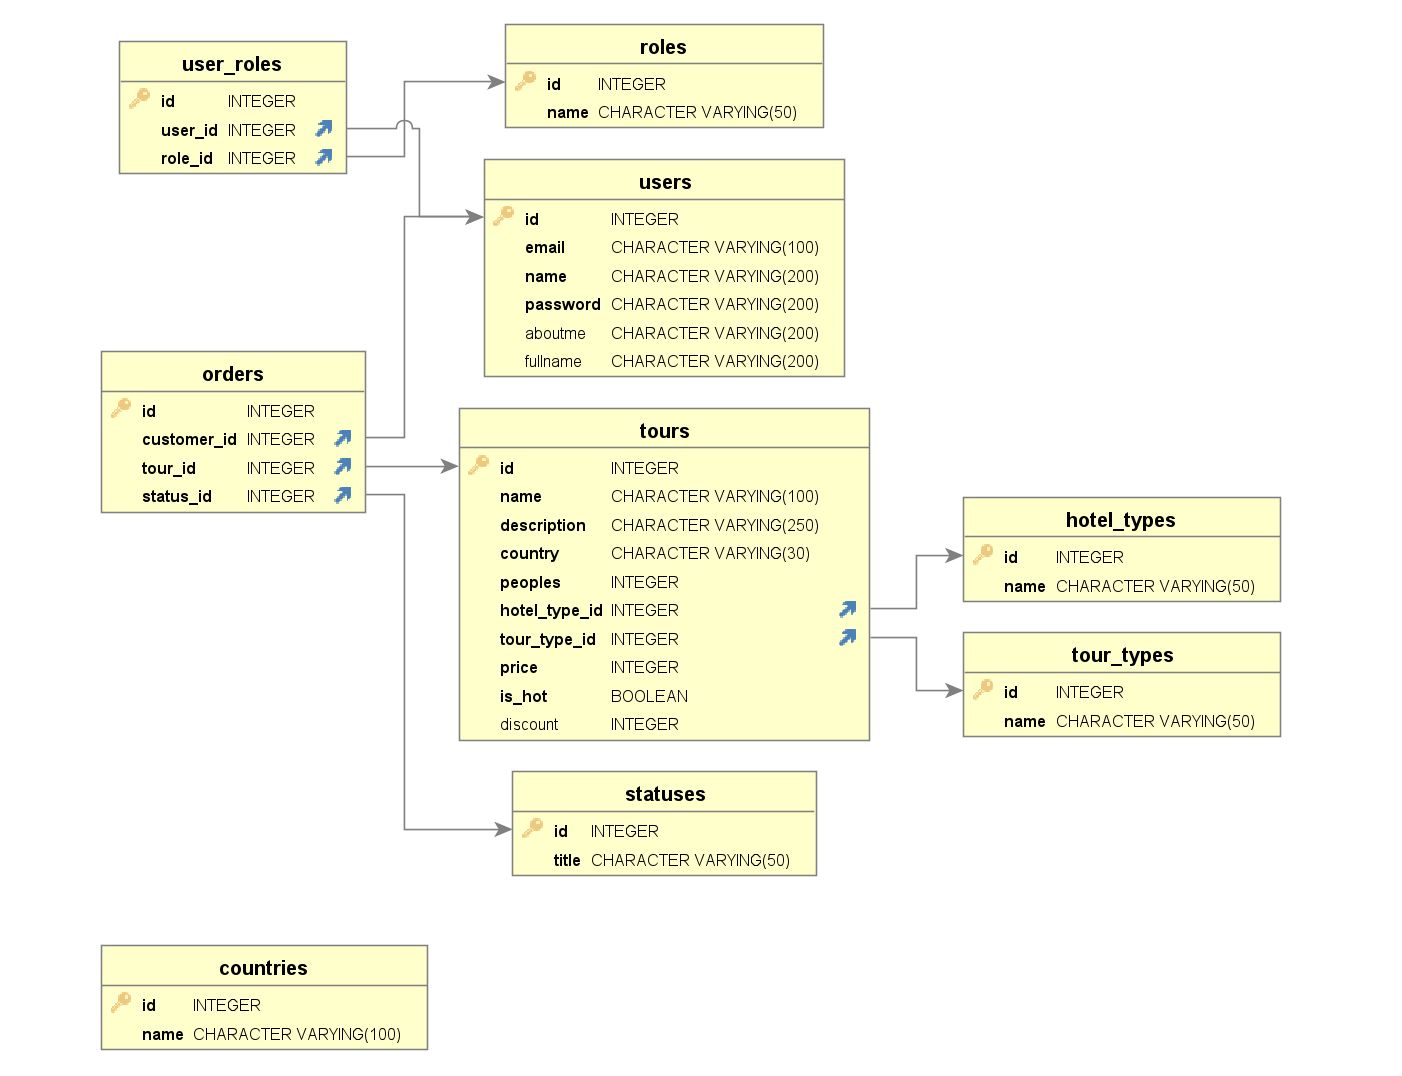 user_roles
id INTEGER
user_id INTEGER
role_id INTEGER
roles
id INTEGER
name CHARACTER VARYING(50)
users
id INTEGER
email CHARACTER VARYING(100)
name CHARACTER VARYING(200)
password CHARACTER VARYING(200)
aboutme CHARACTER VARYING(200)
fullname CHARACTER VARYING(200)
orders
id INTEGER
customer_id INTEGER
tour_id INTEGER
status_id INTEGER
tours
id INTEGER
name CHARACTER VARYING(100)
description CHARACTER VARYING(250)
country CHARACTER VARYING(30)
peoples INTEGER
hotel_type_id INTEGER
tour_type_id INTEGER
price INTEGER
is_hot BOOLEAN
discount INTEGER
hotel_types
id INTEGER
name CHARACTER VARYING(50)
tour_types
id INTEGER
name CHARACTER VARYING(50)
statuses
id INTEGER
title CHARACTER VARYING(50)
countries
id INTEGER
name CHARACTER VARYING(100)